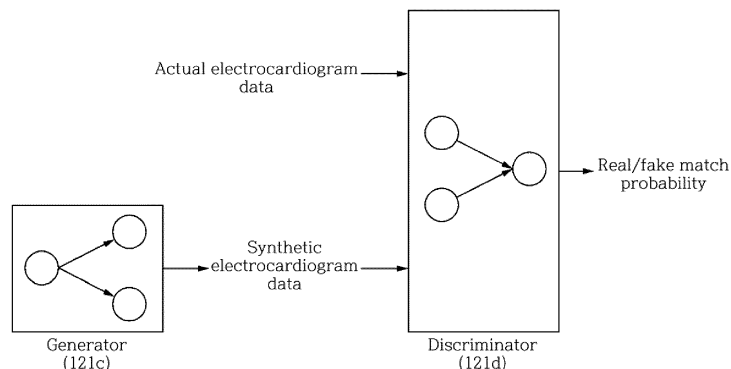 Actual electrocardiogram
data
Real/fake match
probability
Synthetic
electrocardiogram
data
Generator
(121c)
Discriminator
(121d)